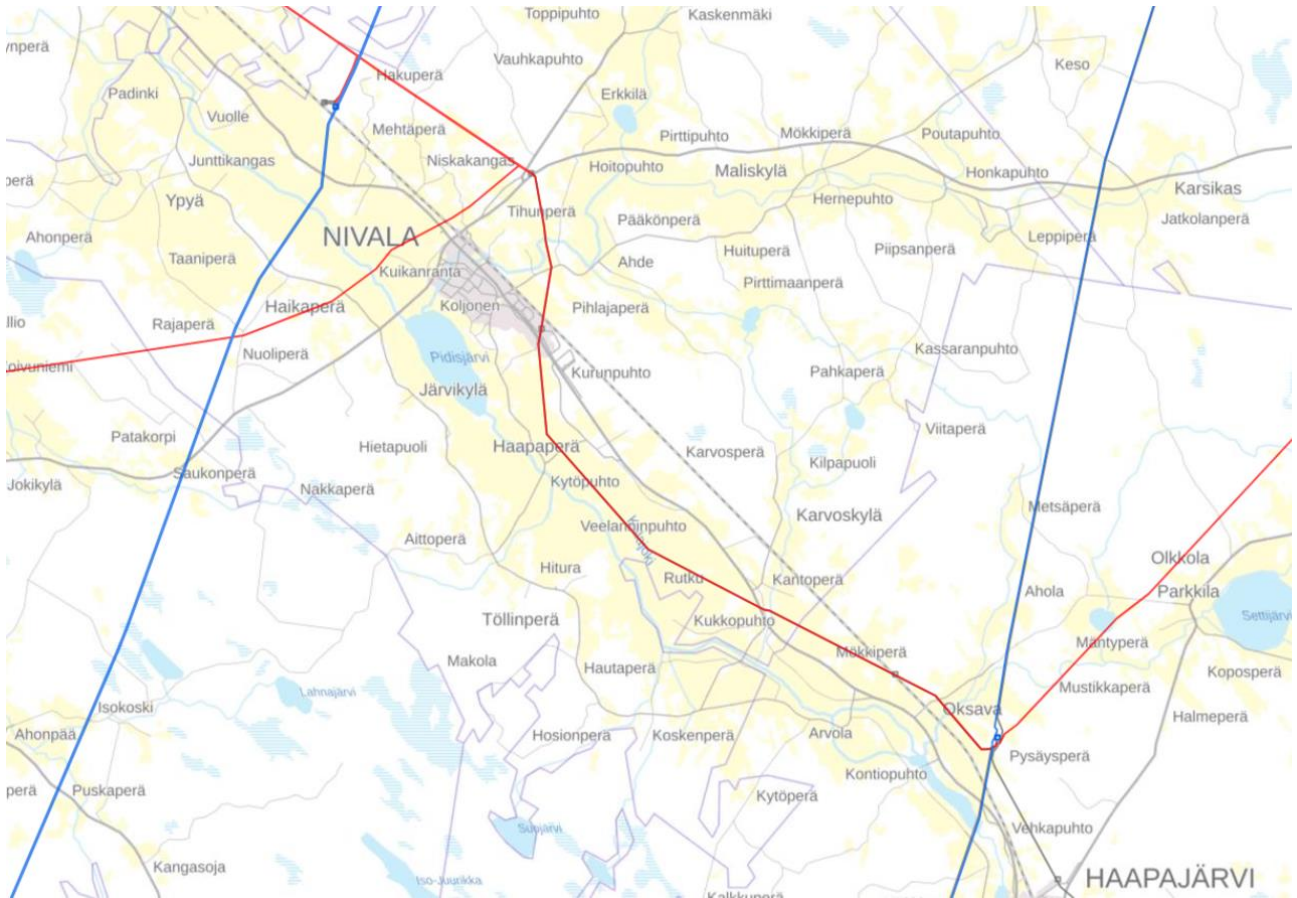 Toppipuhto
Kaskenmäki
ynperä
Vauhkapuhto
Keso
Hakuperä
Padinki
Erkkilä
Vuolle
Mehtäperä
Pirttipuhto
Mökkiperä
Poutapuhto
Junttikangas
Niskakangas
Hoitopuhto
Maliskylä
Honkapuhto
perä
Karsikas
Ypyä
Hernepuhto
Tihunperä
Pääkönperä
Jatkolanperä
Ahonperä
NIVALA
Leppiperä
Huituperä
Piipsanperä
Taaniperä
Ahde
Kuikanranta
Pirttimaanperä
Haikaperä
Koljonen
Pihlajaperä
llio
Rajaperä
Nuoliperä
Pidisjärvi
Kassaranpuhto
oivuniemi
Kurunpuhto
Pahkaperä
Järvikylä
Patakorpi
Hietapuoli
Haapaperä
Viitaperä
Karvosperä
Kilpapuoli
Saukonperä
Jokikylä
Nakkaperä
Kytöpuhto
Metsäperä
Karvoskylä
Veelanninpuhto
Aittoperä
Olkkola
Hitura
Rutku
Kantoperä
Ahola
Parkkila
Töllinperä
Kukkopuhto
Settijärvi
Mäntyperä
Makola
Hautaperä
Mökkiperä
Koposperä
Mustikkaperä
Lahnajärvi
Isokoski
Oksava
Halmeperä
Ahonpää
Hosionperä
Koskenperä
Arvola
Pysäysperä
Kontiopuhto
perä
Puskaperä
Kytöperä
Vehkapuhto
Suojärvi
Kangasoja
Iso-Juurikka
HAAPAJÄRVI
Kalkkuperä